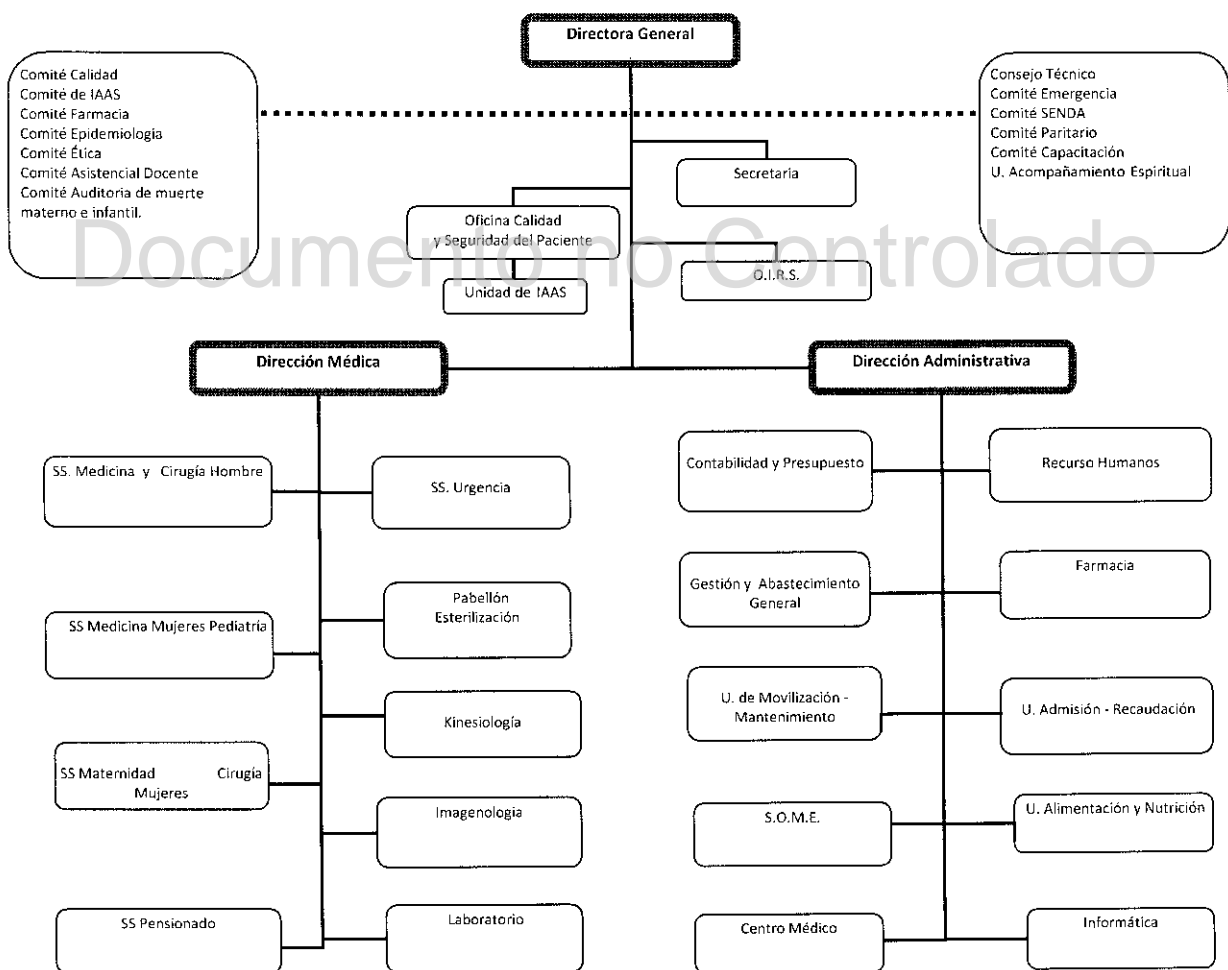 Directora General
Comité Calidad
Comité de IAAS
Comité Farmacia
Comité Epidemiología
Comité Ética
Comité Asistencial Docente
Comité Auditoria de muerte
materno e infantil.
Consejo Técnico
Comité Emergencia
Comité SENDA
Comité Paritario
Comité Capacitación
U. Acompañamiento Espiritual
Secretaria
Oficina Calidad
y Seguridad del Paciente
Documento no Controlado
O.I.R.S.
Unidad de IAAS
Dirección Médica
Dirección Administrativa
SS. Medicina y Cirugía Hombre
SS. Urgencia
Contabilidad y Presupuesto
Recurso Humanos
Pabellón
Esterilización
Gestión y Abastecimiento
General
Farmacia
SS Medicina Mujeres Pediatría
Kinesiología
U. de Movilización -
Mantenimiento
U. Admisión - Recaudación
SS Maternidad Cirugía
Mujeres
Imagenologia
S.O.M.E.
U. Alimentación y Nutrición
SS Pensionado
Laboratorio
Centro Médico
Informática